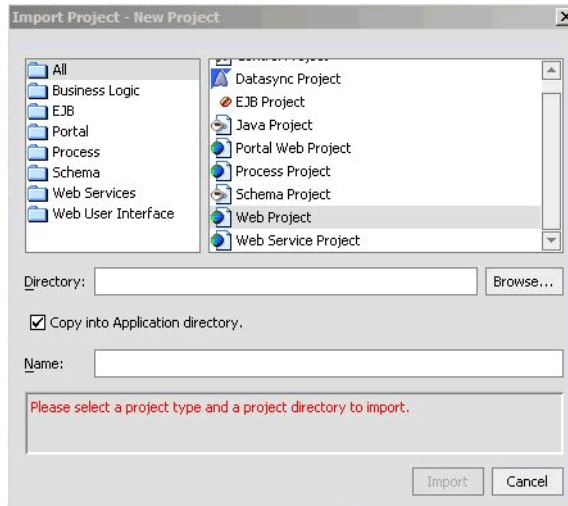 Import Project - New Project
All
Business Logic
EJB
Portal
Process
Schema
Web Services
Web User Interface
Control Project
Datasync Project
EJB Project
Java Project
Portal Web Project
Process Project
Schema Project
Web Project
Web Service Project
Directory:
Browse...
Copy into Application directory.
Name:
Please select a project type and a project directory to import.
Import
Cancel